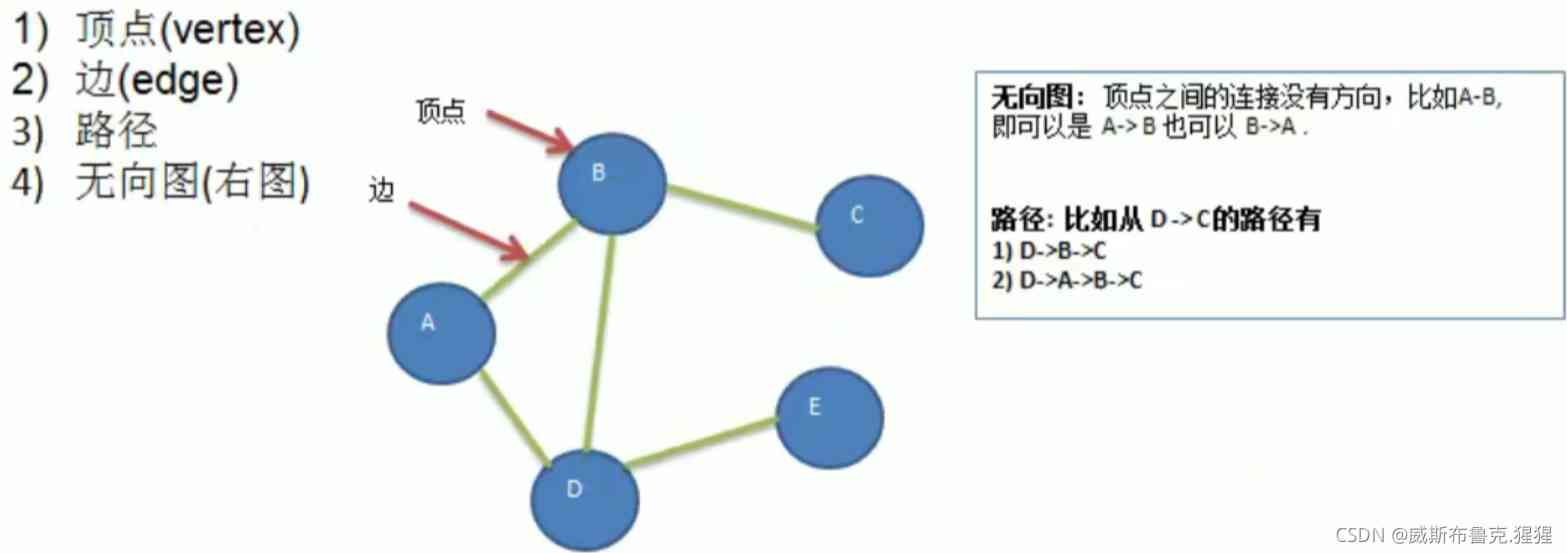 1) 顶点(vertex)
2) 边(edge)
3) 路径
4) 无向图(右图)
顶点
边
B
C
A
E
D
无向图： 顶点之间的连接没有方向，比如A-B,
即可以是 A-> B 也可以 B->A .
路径: 比如从 D -> C 的路径有
1) D->B->C
2) D->A->B->C
CSDN @威斯布鲁克.猩猩